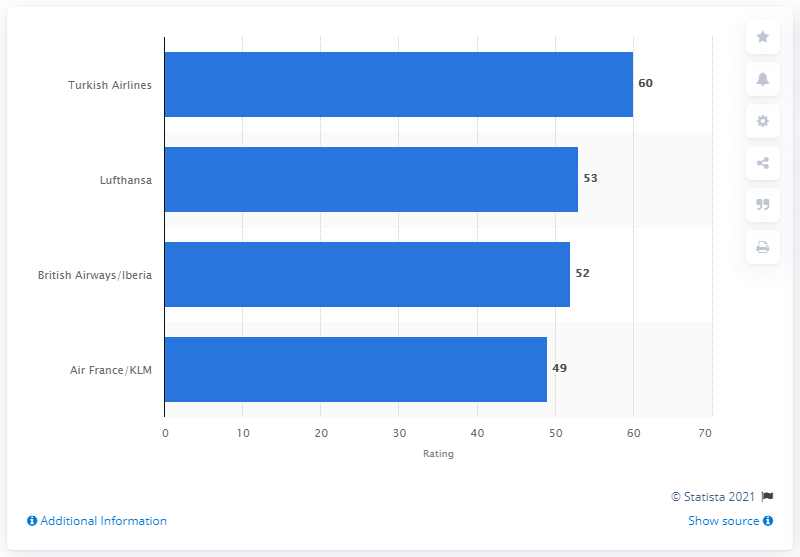 Turkish Airlines 60
Lufthansa 53
British Airways/Iberia 52
Air France/KLM 49
0 10 20 30 40 50 60 70
Rating
© Statista 2021
Additional Information Show source